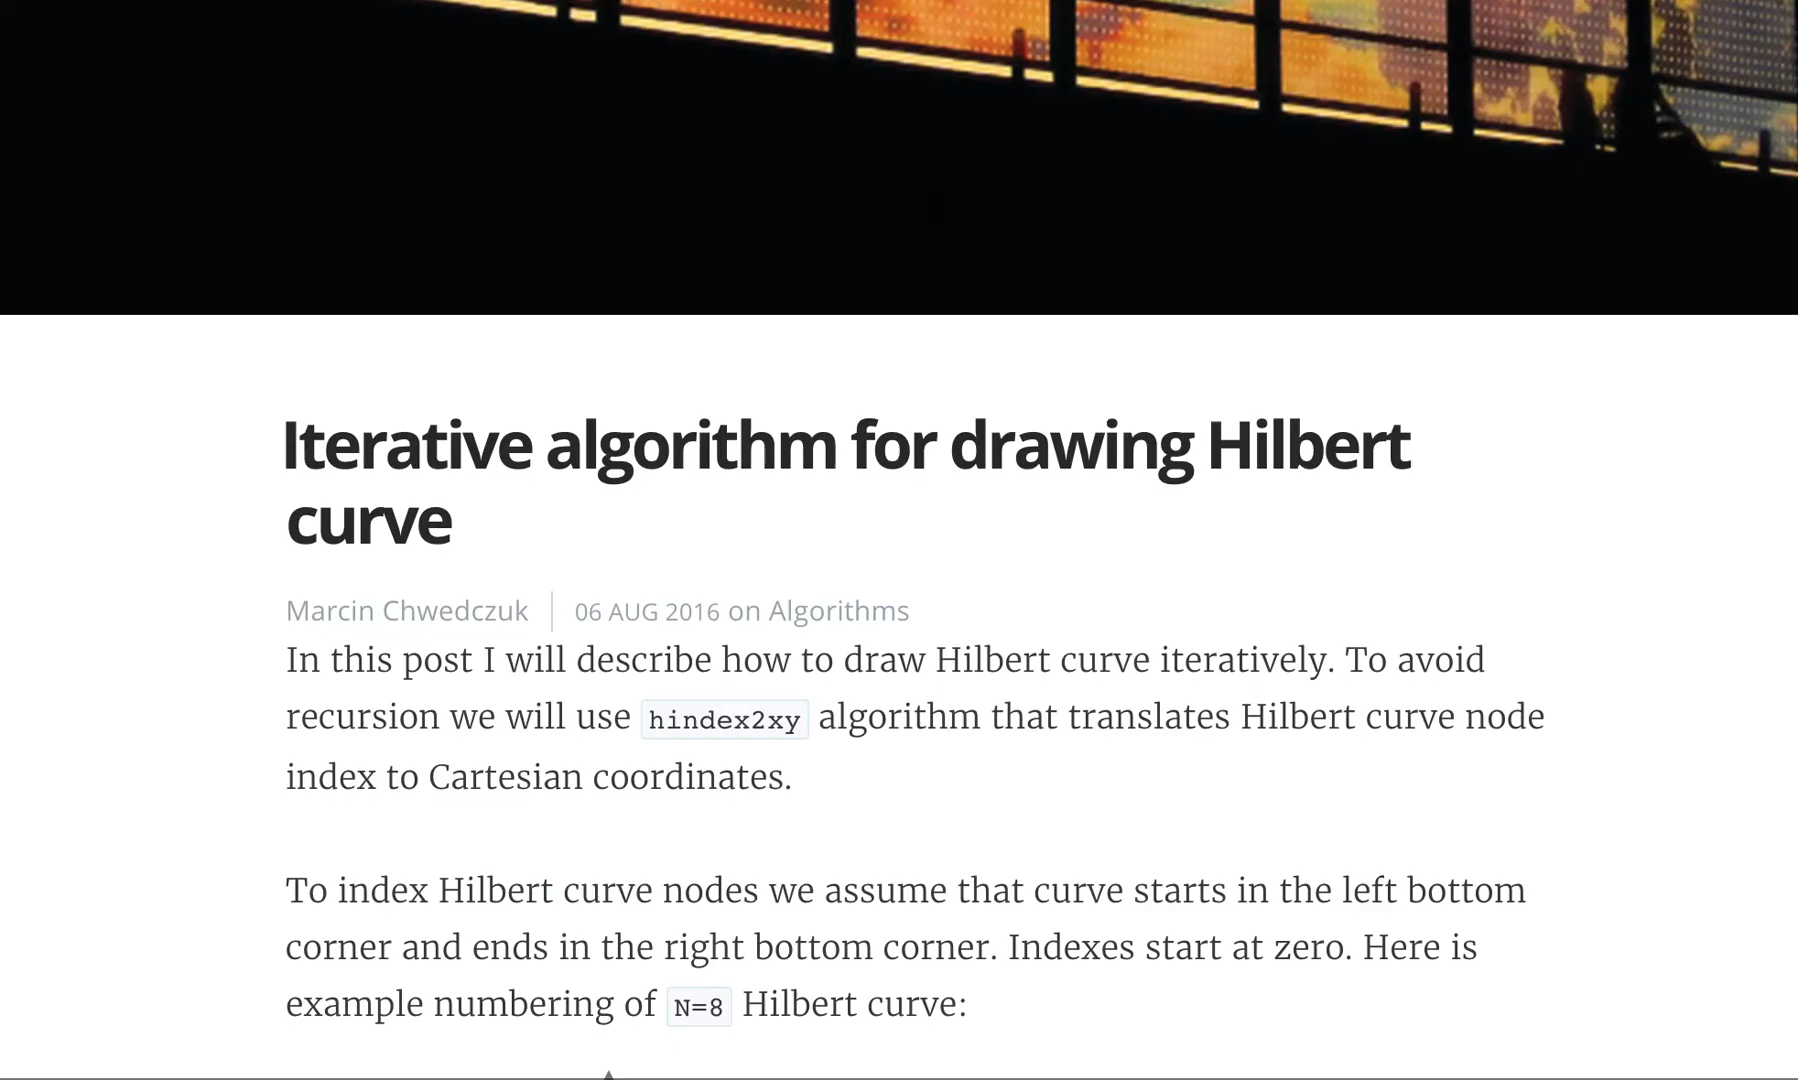 Iterative algorithm for drawing Hilbert
curve
Marcin Chwedczuk 06 AUG 2016 on Algorithms
In this post I will describe how to draw Hilbert curve iteratively. To avoid
recursion we will use hindex2xy algorithm that translates Hilbert curve node
index to Cartesian coordinates.
To index Hilbert curve nodes we assume that curve starts in the left bottom
corner and ends in the right bottom corner. Indexes start at zero. Here is
example numbering of N=8 Hilbert curve: